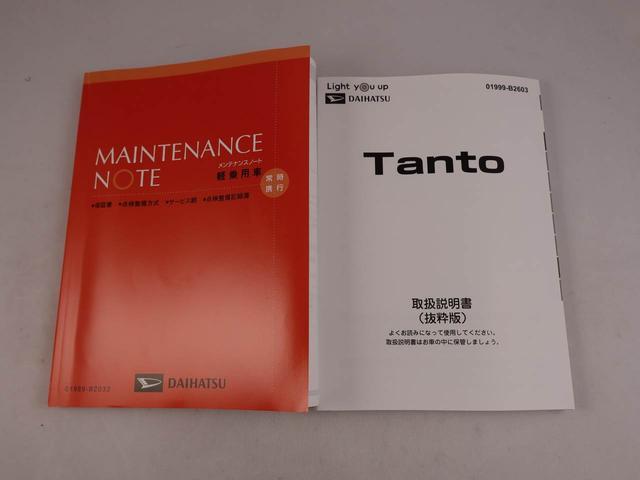 MAINTENANCE
NOTE
メンテナンスノート
軽乗用車
常時
携行
●保証書 ●点検整備方式 ●サービス網 ●点検整備記録簿
01989-B2032
DAIHATSU
Light you up
DAIHATSU
01999-B2603
Tanto
取扱説明書
（抜粋版）
よくお読みになって使用してください。
取扱説明書はお車の中に保管しましょう。